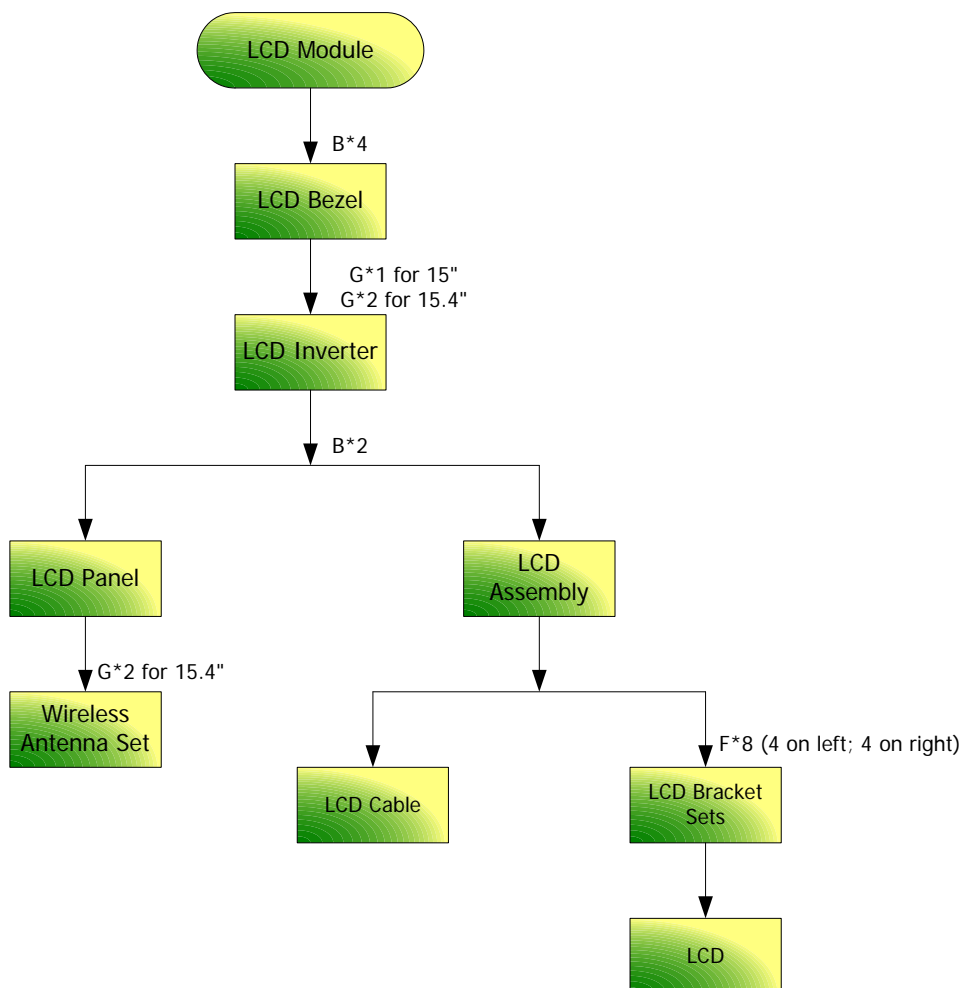 LCD Module
B*4
LCD Bezel
G*1 for 15"
G*2 for 15.4"
LCD Inverter
B*2
LCD Panel
LCD
Assembly
G*2 for 15.4"
Wireless
Antenna Set
F*8 (4 on left; 4 on right)
LCD Cable
LCD Bracket
Sets
LCD